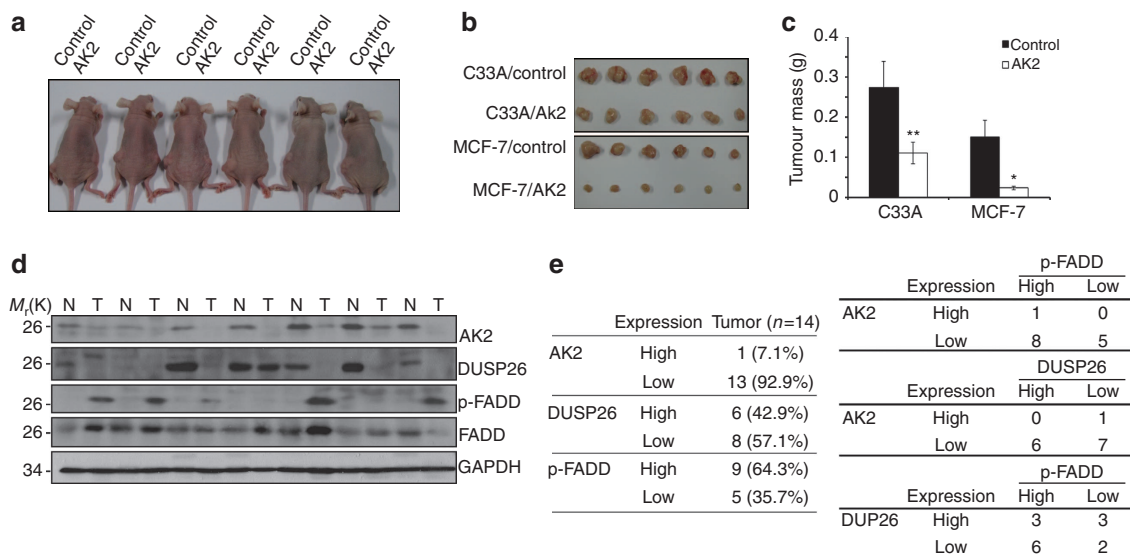 a
Control AK2 Control AK2 Control AK2 Control AK2 Control AK2 Control AK2
b
C33A/control
C33A/Ak2
MCF-7/control
MCF-7/AK2
c
Tumour mass (g)
0.4
0.3
0.2
0.1
0
Control
AK2
**
*
C33A MCF-7
d
Mr(K) N T N T N T N T N T N T N T
26 AK2
26 DUSP26
26 p-FADD
26 FADD
34 GAPDH
e
Expression Tumor (n=14)
AK2 High 1 (7.1%)
Low 13 (92.9%)
DUSP26 High 6 (42.9%)
Low 8 (57.1%)
p-FADD High 9 (64.3%)
Low 5 (35.7%)
p-FADD
Expression High Low
AK2 High 1 0
Low 8 5
DUSP26
Expression High Low
AK2 High 0 1
Low 6 7
p-FADD
Expression High Low
DUP26 High 3 3
Low 6 2